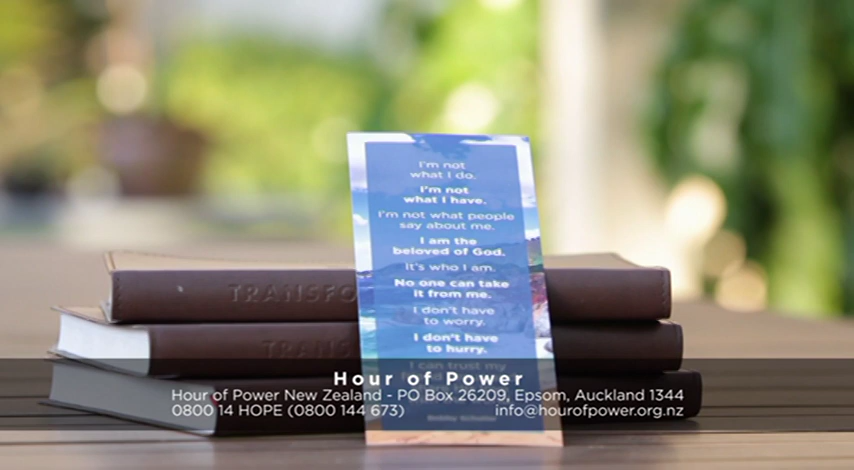 I'm not
what I do.
I'm not
what I have.
I'm not what people
say about me.
I am the
beloved of God.
It's who I am.
No one can take
it from me.
I don't have
to worry.
I don't have
to hurry.
I can trust my
TRANSFO
TRANS
Hour of Power
Hour of Power New Zealand - PO Box 26209, Epsom, Auckland 1344
0800 14 HOPE (0800 144 673) info@hourofpower.org.nz